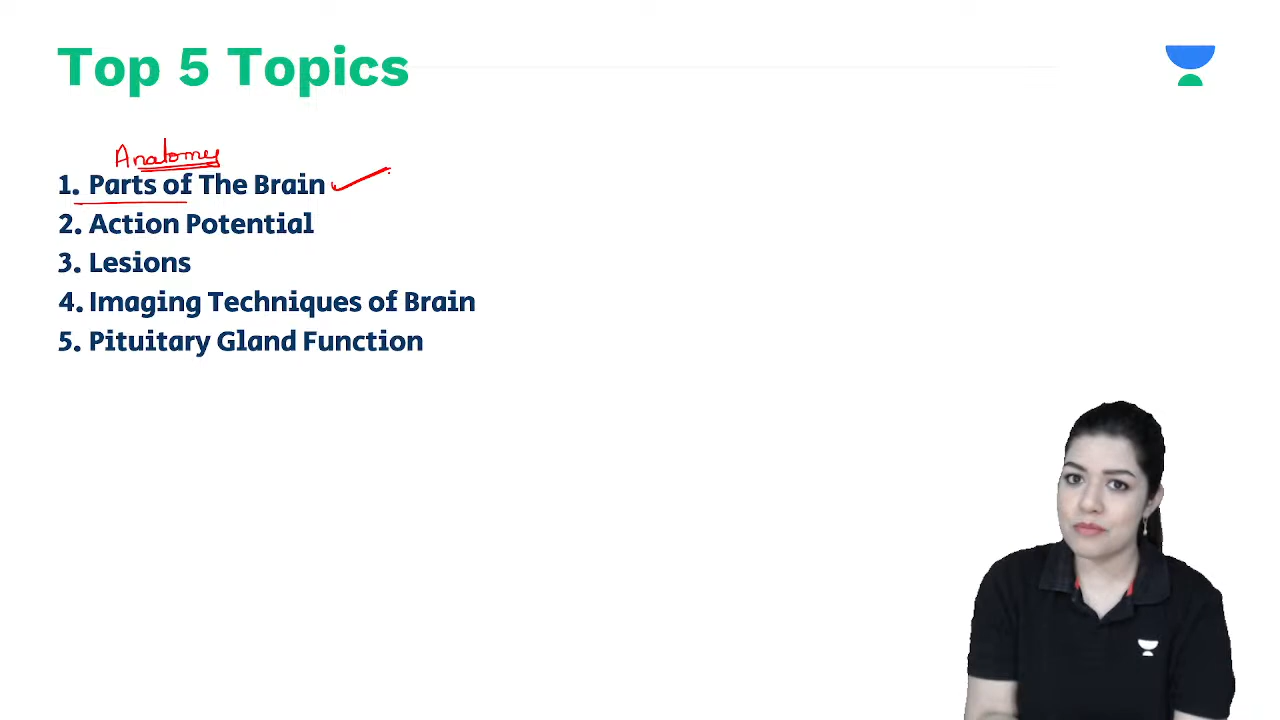 Top 5 Topics
Anatomy
1. Parts of The Brain
2. Action Potential
3. Lesions
4. Imaging Techniques of Brain
5. Pituitary Gland Function